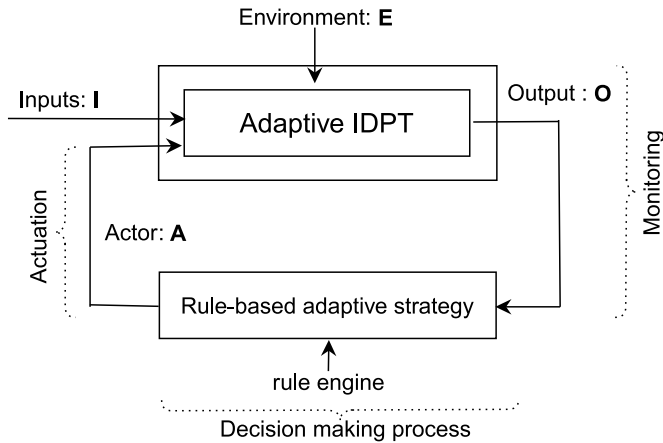 Environment: E
Inputs: I
Output : O
Adaptive IDPT
Monitoring
Actuation
Actor: A
Rule-based adaptive strategy
rule engine
Decision making process